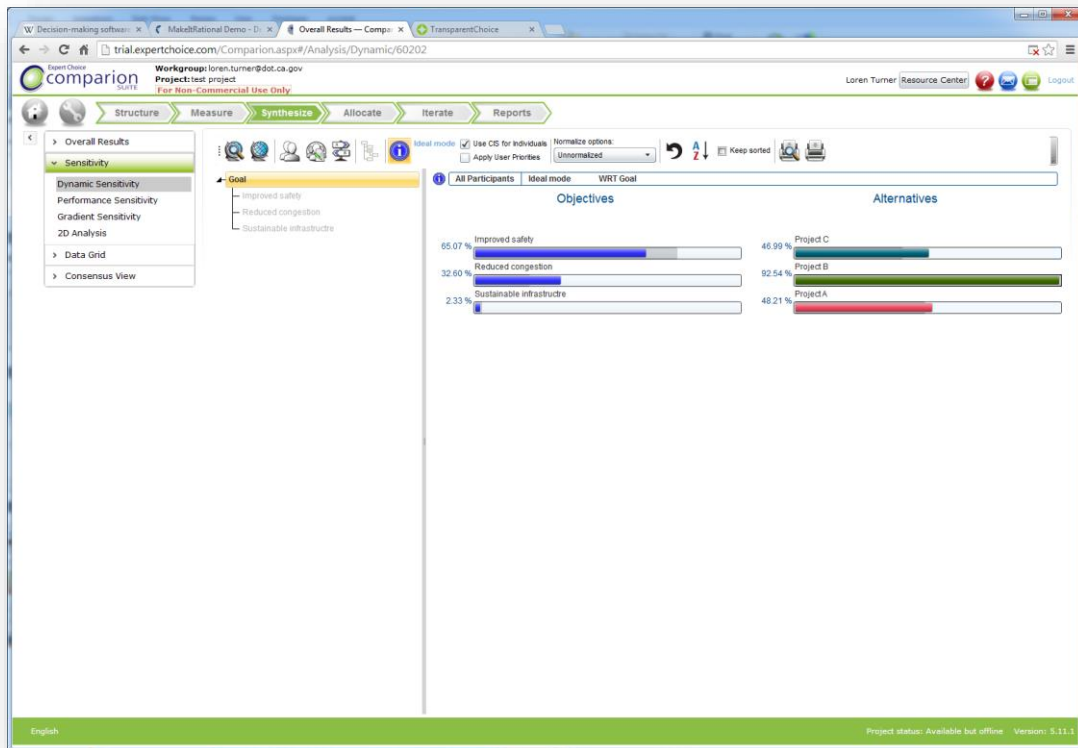 Decision-making software
MakeItRational Demo - D
Overall Results — Compa
TransparentChoice
trial.expertchoice.com/Comparion.aspx#/Analysis/Dynamic/60202
Expert Choice
comparion
SUITE
Workgroup: loren.turner@dot.ca.gov
Project: test project
For Non-Commercial Use Only
Loren Turner Resource Center Logout
Structure Measure Synthesize Allocate Iterate Reports
Overall Results
Sensitivity
Dynamic Sensitivity
Performance Sensitivity
Gradient Sensitivity
2D Analysis
Data Grid
Consensus View
Ideal mode
Use CIS for Individuals
Apply User Priorities
Normalize options:
Unnormalized
Keep sorted
Goal
Improved safety
Reduced congestion
Sustainable infrastructre
All Participants Ideal mode WRT Goal
Objectives
Improved safety
65.07 %
Reduced congestion
32.60 %
Sustainable infrastructre
2.33 %
Alternatives
Project C
46.99 %
Project B
92.54 %
Project A
48.21 %
English
Project status: Available but offline Version: 5.11.1